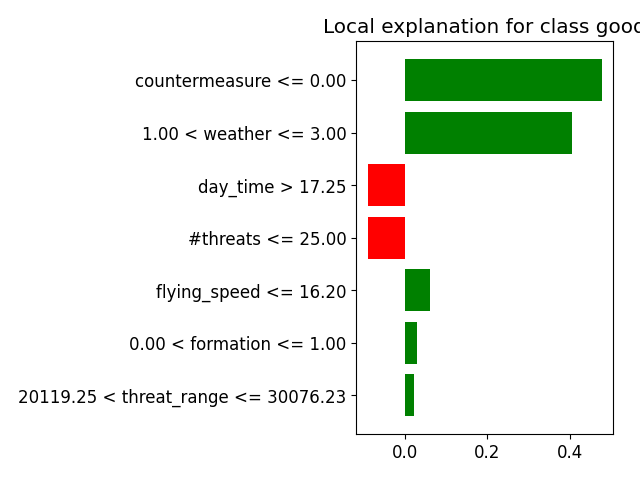 Local explanation for class good
countermeasure <= 0.00
1.00 < weather <= 3.00
day_time > 17.25
#threats <= 25.00
flying_speed <= 16.20
0.00 < formation <= 1.00
20119.25 < threat_range <= 30076.23
0.0 0.2 0.4